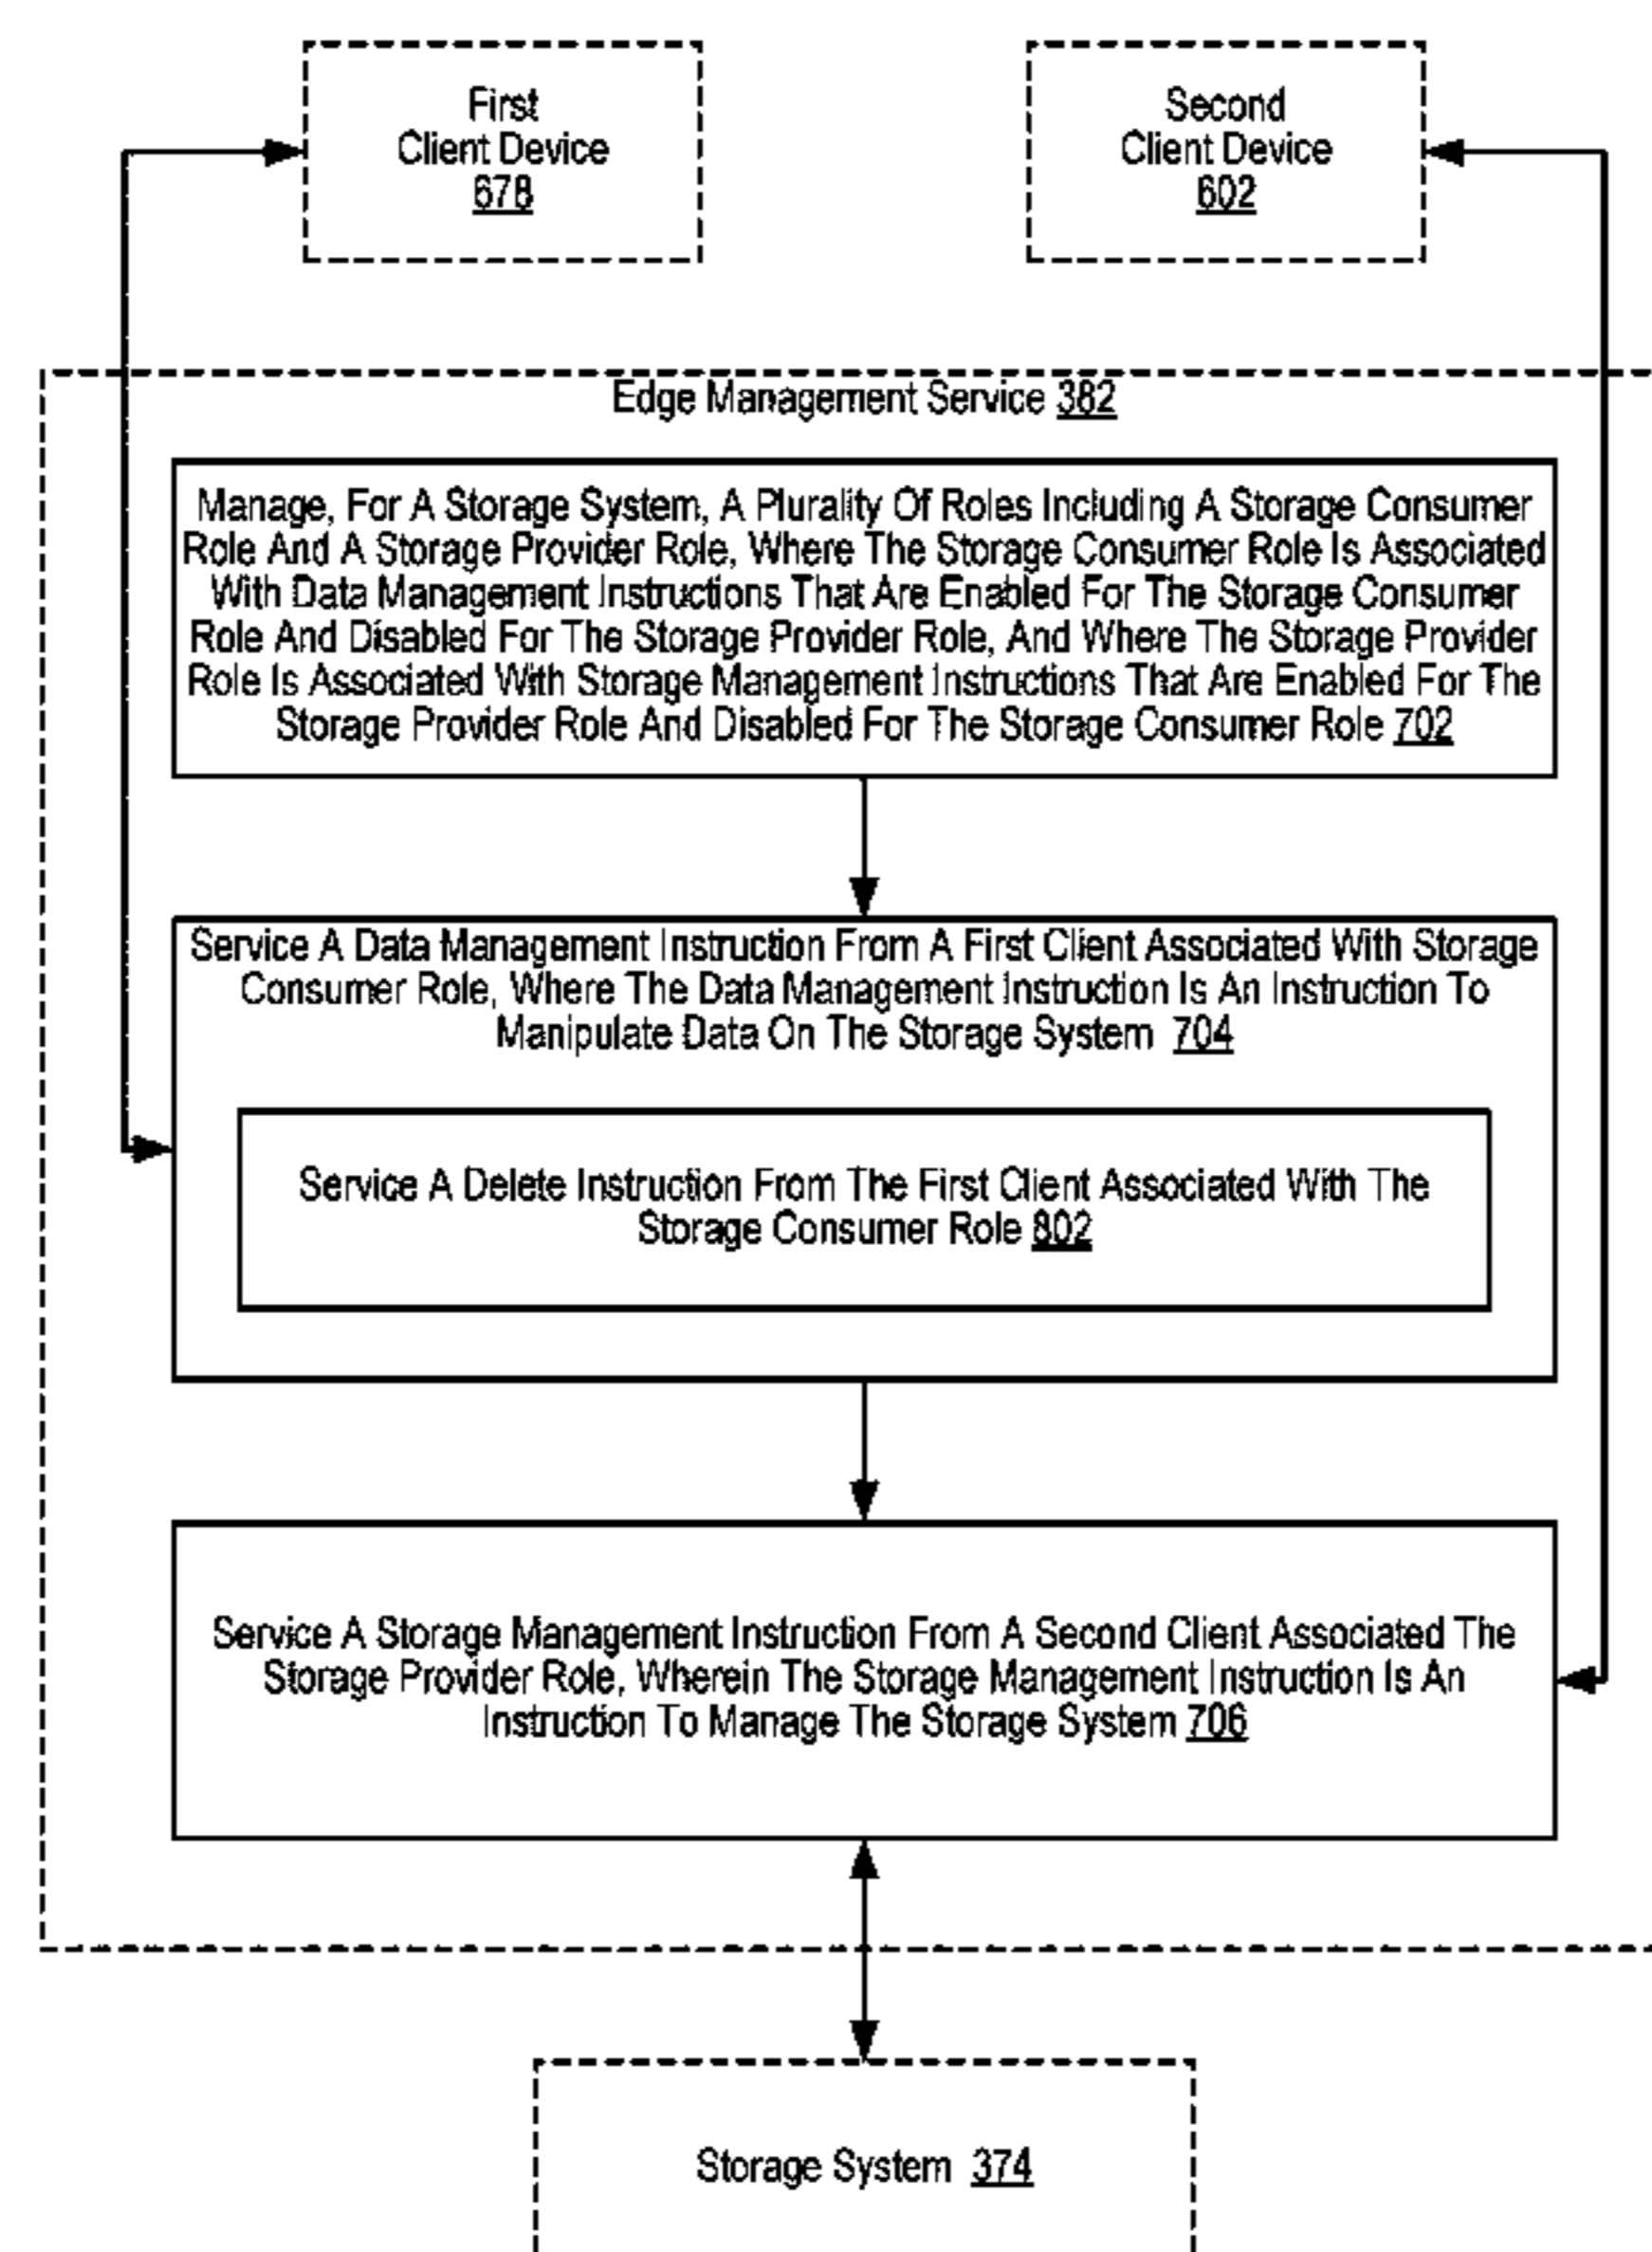 First
Client Device
678
Second
Client Device
602
Edge Management Service 382
Manage, For A Storage System, A Plurality Of Roles Including A Storage Consumer
Role And A Storage Provider Role, Where The Storage Consumer Role Is Associated
With Data Management Instructions That Are Enabled For The Storage Consumer
Role And Disabled For The Storage Provider Role, And Where The Storage Provider
Role Is Associated With Storage Management Instructions That Are Enabled For The
Storage Provider Role And Disabled For The Storage Consumer Role 702
Service A Data Management Instruction From A First Client Associated With Storage
Consumer Role, Where The Data Management Instruction Is An Instruction To
Manipulate Data On The Storage System 704
Service A Delete Instruction From The First Client Associated With The
Storage Consumer Role 802
Service A Storage Management Instruction From A Second Client Associated The
Storage Provider Role, Wherein The Storage Management Instruction Is An
Instruction To Manage The Storage System 706
Storage System 374